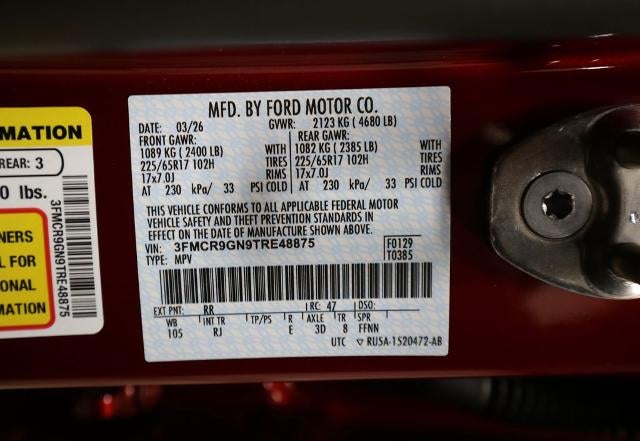 RMATION
REAR: 3
0 lbs.
NERS
L FOR
ONAL
MATION
3FMCR9GN9TRE48875
MFD. BY FORD MOTOR CO.
DATE: 03/26 GVWR: 2123 KG ( 4680 LB)
FRONT GAWR: REAR GAWR:
1089 KG ( 2400 LB) WITH 1082 KG ( 2385 LB) WITH
225/65R17 102H TIRES 225/65R17 102H TIRES
17x7.0J RIMS 17x7.0J RIMS
AT 230 kPa/ 33 PSI COLD AT 230 kPa/ 33 PSI COLD
THIS VEHICLE CONFORMS TO ALL APPLICABLE FEDERAL MOTOR
VEHICLE SAFETY AND THEFT PREVENTION STANDARDS IN
EFFECT ON THE DATE OF MANUFACTURE SHOWN ABOVE.
VIN: 3FMCR9GN9TRE48875 F0129
TYPE: MPV T0385
EXT PNT: RR RC: 47 DSO:
WB INT TR TP/PS R AXLE TR SPR
105 RJ E 3D 8 FFNN
UTC ▽ RU5A-1520472-AB